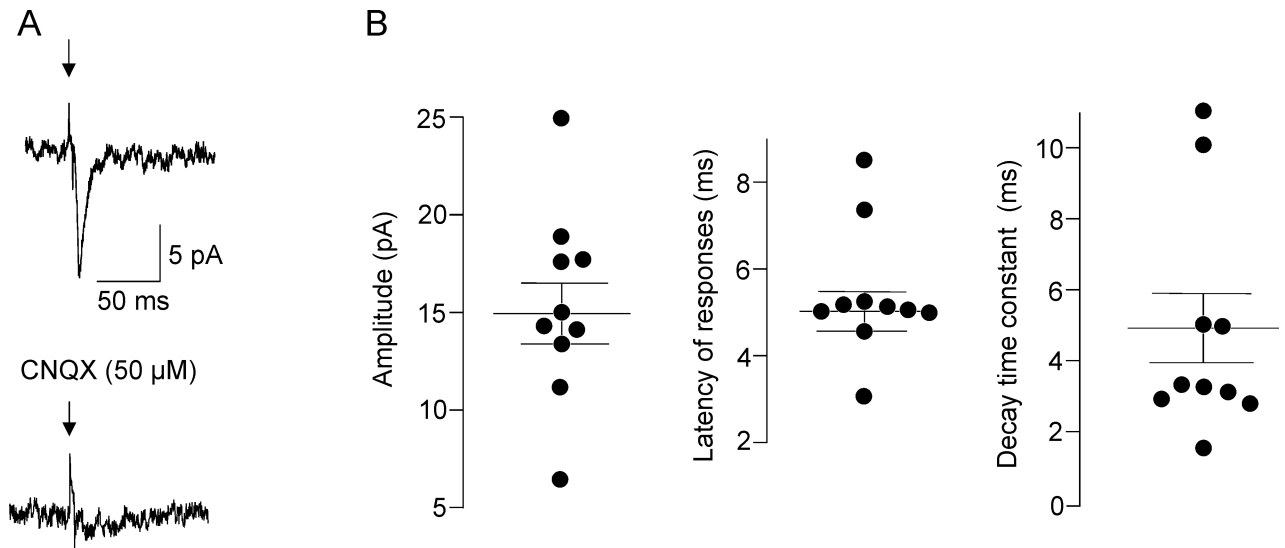 A
B
5 pA
50 ms
CNQX (50 µM)
Amplitude (pA)
25
20
15
10
5
Latency of responses (ms)
8
6
4
2
Decay time constant (ms)
10
8
6
4
2
0